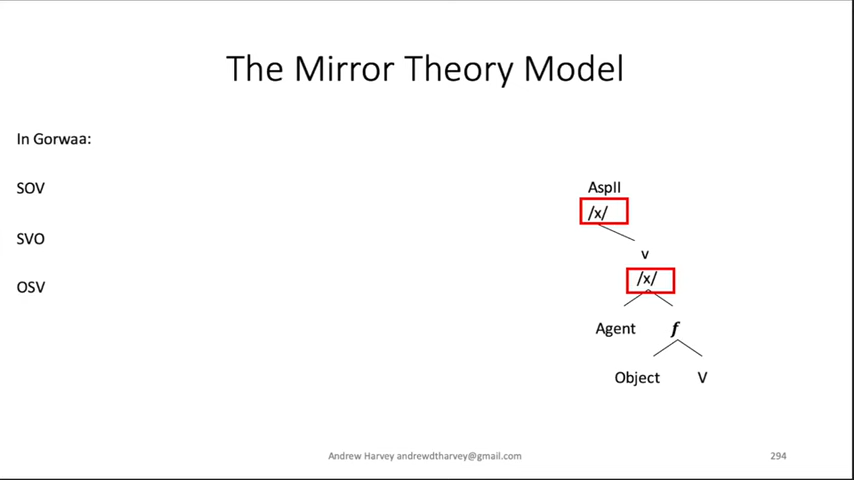 The Mirror Theory Model
In Gorwaa:
SOV
SVO
OSV
AspII
/x/
v
/x/
Agent f
Object V
Andrew Harvey andrewdtharvey@gmail.com 294